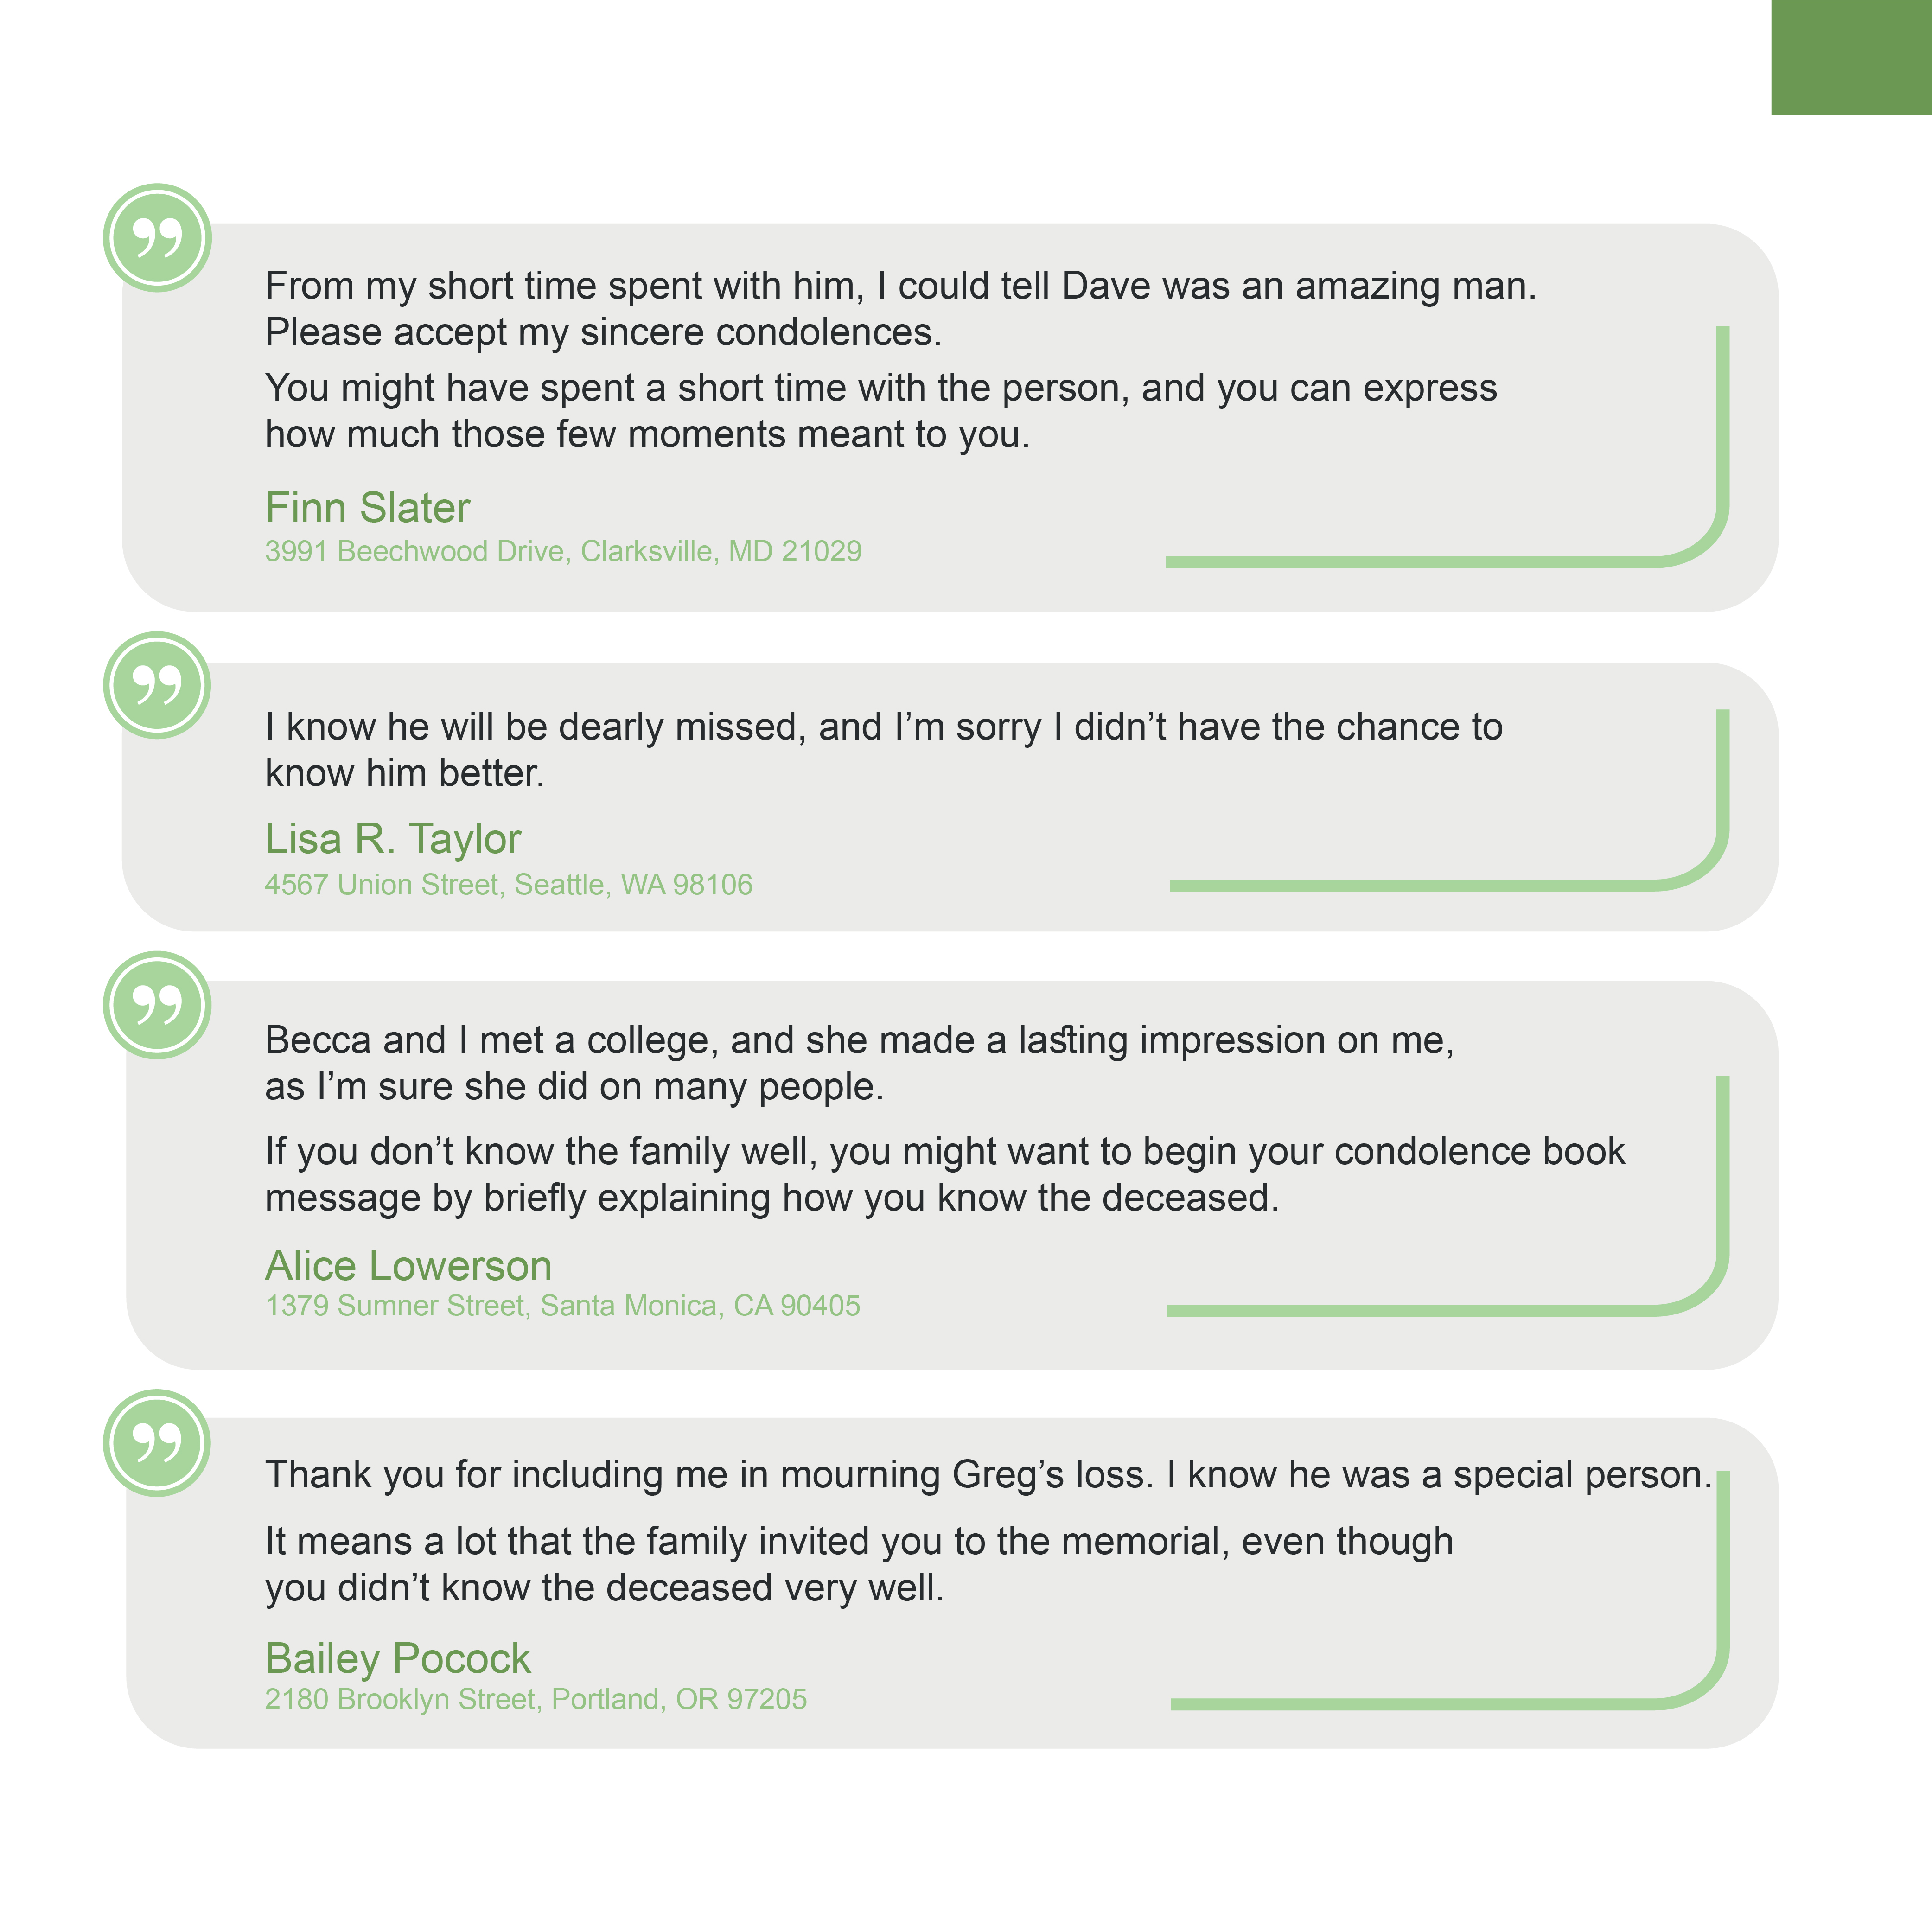 From my short time spent with him, I could tell Dave was an amazing man.
Please accept my sincere condolences.
You might have spent a short time with the person, and you can express
how much those few moments meant to you.
Finn Slater
3991 Beechwood Drive, Clarksville, MD 21029
I know he will be dearly missed, and I’m sorry I didn’t have the chance to
know him better.
Lisa R. Taylor
4567 Union Street, Seattle, WA 98106
Becca and I met a college, and she made a lasting impression on me,
as I’m sure she did on many people.
If you don’t know the family well, you might want to begin your condolence book
message by briefly explaining how you know the deceased.
Alice Lowerson
1379 Sumner Street, Santa Monica, CA 90405
Thank you for including me in mourning Greg’s loss. I know he was a special person.
It means a lot that the family invited you to the memorial, even though
you didn’t know the deceased very well.
Bailey Pocock
2180 Brooklyn Street, Portland, OR 97205